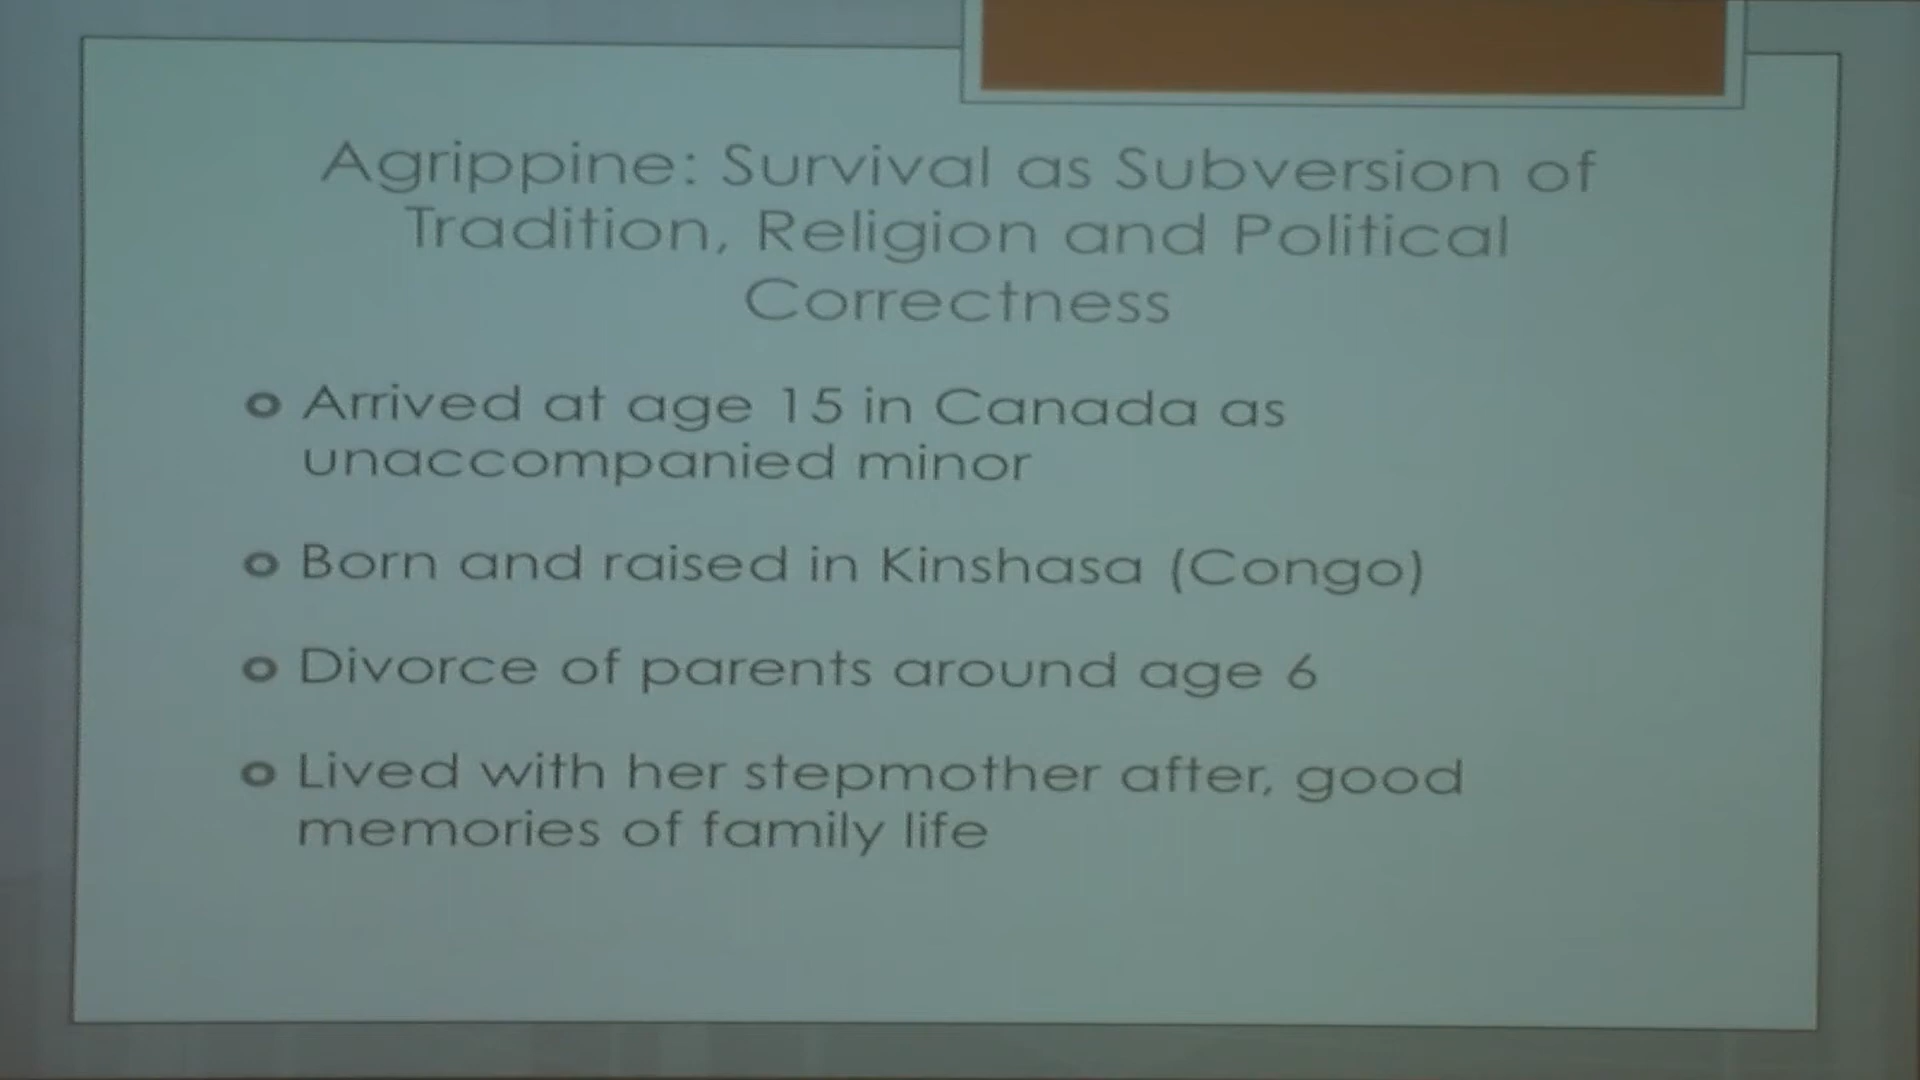 Agrippine: Survival as Subversion of
Tradition, Religion and Political
Correctness
Arrived at age 15 in Canada as
unaccompanied minor
Born and raised in Kinshasa (Congo)
Divorce of parents around age 6
Lived with her stepmother after, good
memories of family life